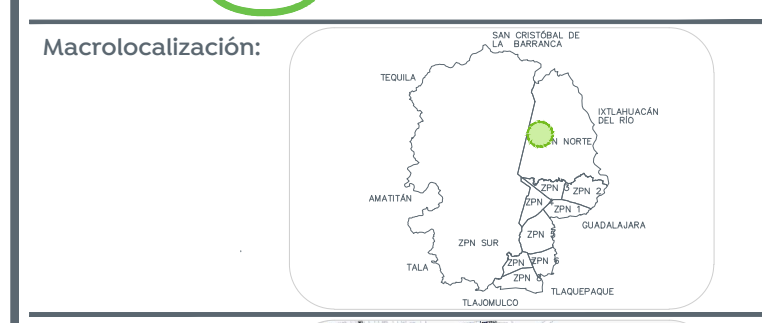 Macrolocalización:
SAN CRISTÓBAL DE
LA BARRANCA
TEQUILA
IXTLAHUACÁN
DEL RÍO
N NORTE
AMATITÁN
ZPN 3
ZPN 2
ZPN
ZPN 1
GUADALAJARA
ZPN
ZPN SUR
TALA
ZPN
ZPN 6
ZPN 8
TLAQUEPAQUE
TLAJOMULCO